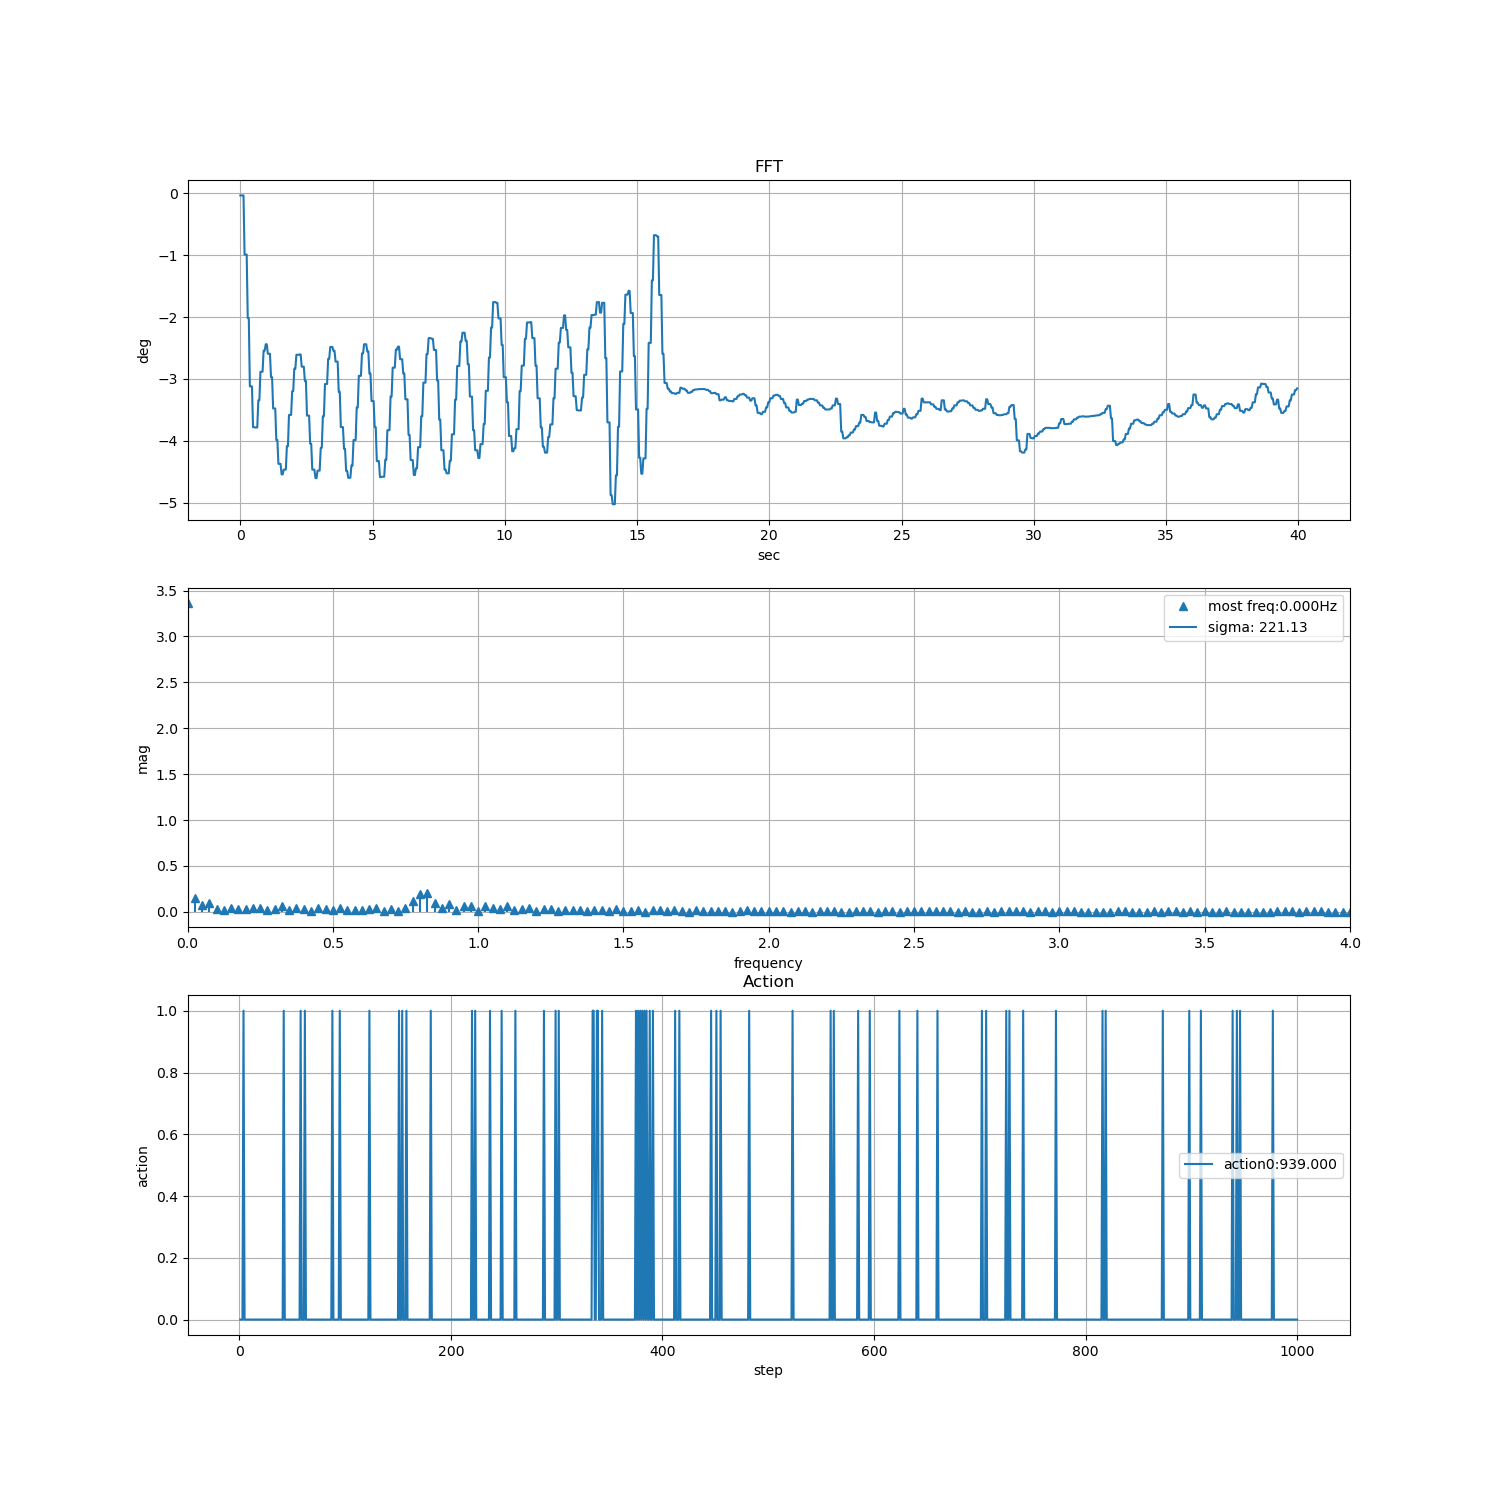 FFT
0
−1
−2
−3
−4
−5
deg
0 5 10 15 20 25 30 35 40
sec
3.5
3.0
2.5
2.0
1.5
1.0
0.5
0.0
mag
most freq:0.000Hz
sigma: 221.13
0.0 0.5 1.0 1.5 2.0 2.5 3.0 3.5 4.0
frequency
Action
1.0
0.8
0.6
0.4
0.2
0.0
action
action0:939.000
0 200 400 600 800 1000
step